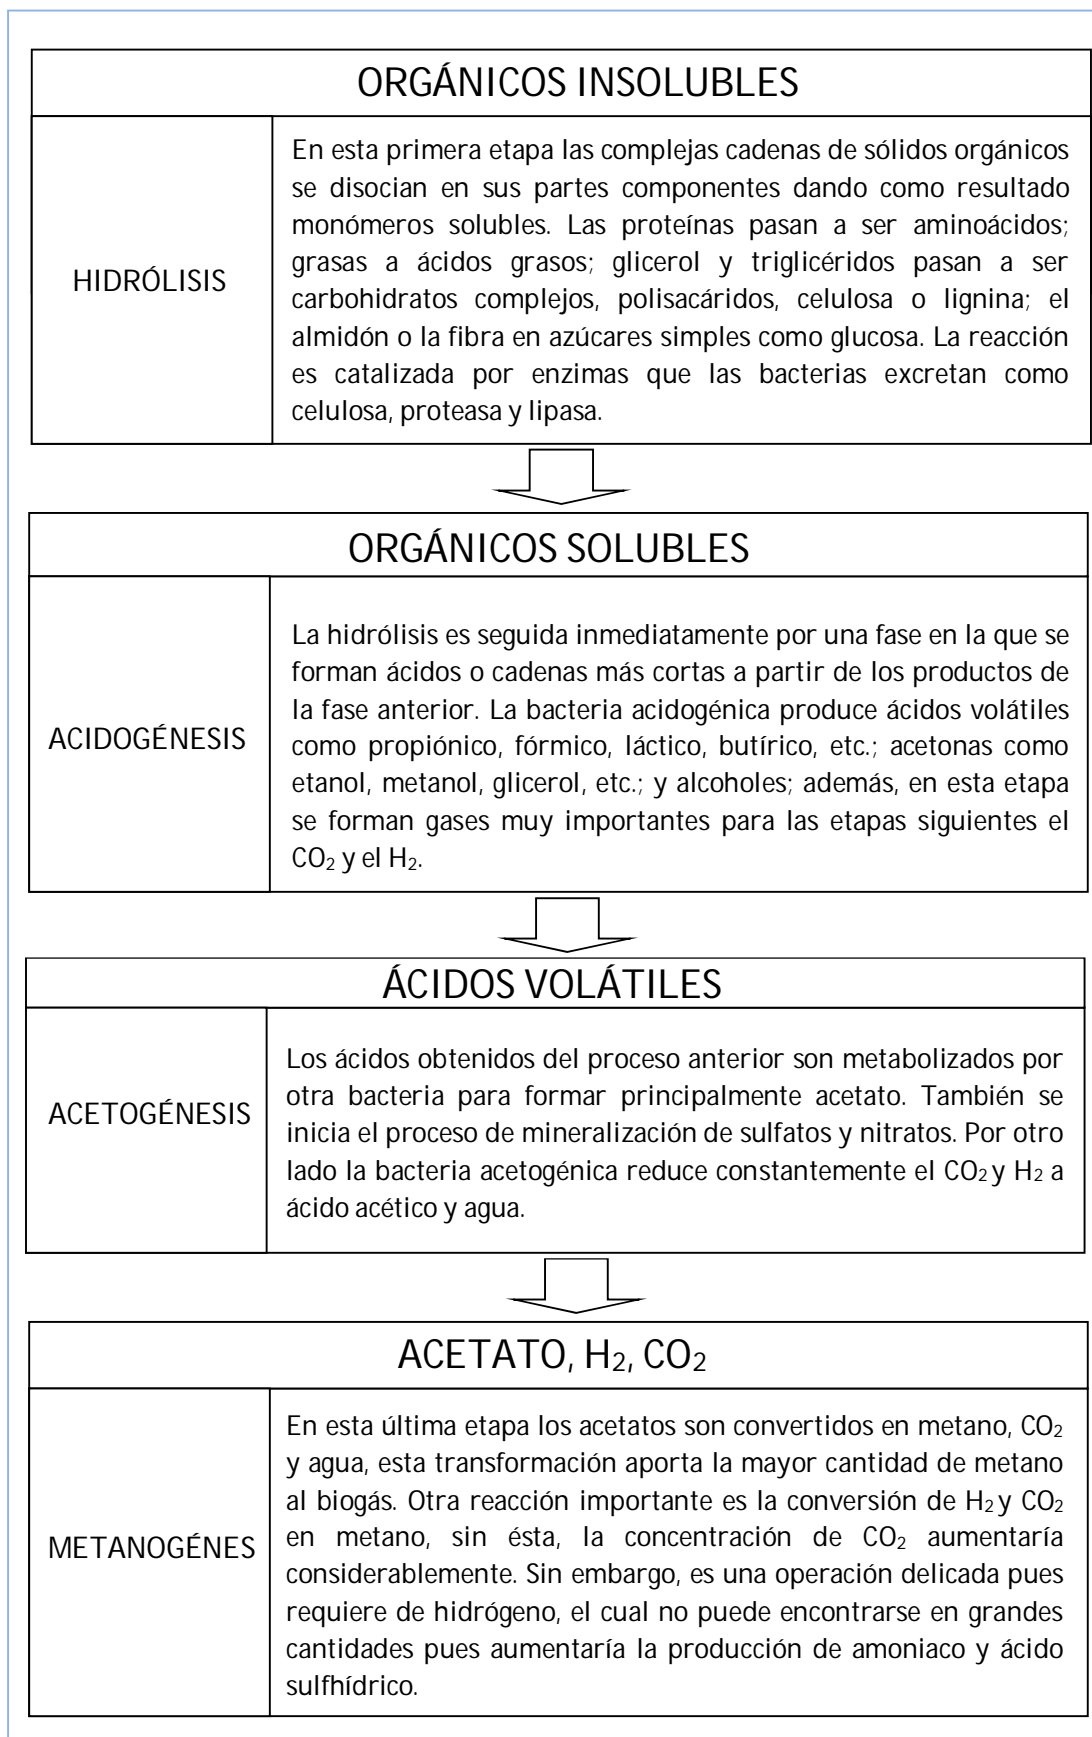 ORGÁNICOS INSOLUBLES
HIDRÓLISIS
En esta primera etapa las complejas cadenas de sólidos orgánicos
se disocian en sus partes componentes dando como resultado
monómeros solubles. Las proteínas pasan a ser aminoácidos;
grasas a ácidos grasos; glicerol y triglicéridos pasan a ser
carbohidratos complejos, polisacáridos, celulosa o lignina; el
almidón o la fibra en azúcares simples como glucosa. La reacción
es catalizada por enzimas que las bacterias excretan como
celulosa, proteasa y lipasa.
ORGÁNICOS SOLUBLES
ACIDOGÉNESIS
La hidrólisis es seguida inmediatamente por una fase en la que se
forman ácidos o cadenas más cortas a partir de los productos de
la fase anterior. La bacteria acidogénica produce ácidos volátiles
como propiónico, fórmico, láctico, butírico, etc.; acetonas como
etanol, metanol, glicerol, etc.; y alcoholes; además, en esta etapa
se forman gases muy importantes para las etapas siguientes el
CO₂ y el H₂.
ÁCIDOS VOLÁTILES
ACETOGÉNESIS
Los ácidos obtenidos del proceso anterior son metabolizados por
otra bacteria para formar principalmente acetato. También se
inicia el proceso de mineralización de sulfatos y nitratos. Por otro
lado la bacteria acetogénica reduce constantemente el CO₂ y H₂ a
ácido acético y agua.
ACETATO, H₂, CO₂
METANOGÉNES
En esta última etapa los acetatos son convertidos en metano, CO₂
y agua, esta transformación aporta la mayor cantidad de metano
al biogás. Otra reacción importante es la conversión de H₂ y CO₂
en metano, sin ésta, la concentración de CO₂ aumentaría
considerablemente. Sin embargo, es una operación delicada pues
requiere de hidrógeno, el cual no puede encontrarse en grandes
cantidades pues aumentaría la producción de amoniaco y ácido
sulfhídrico.